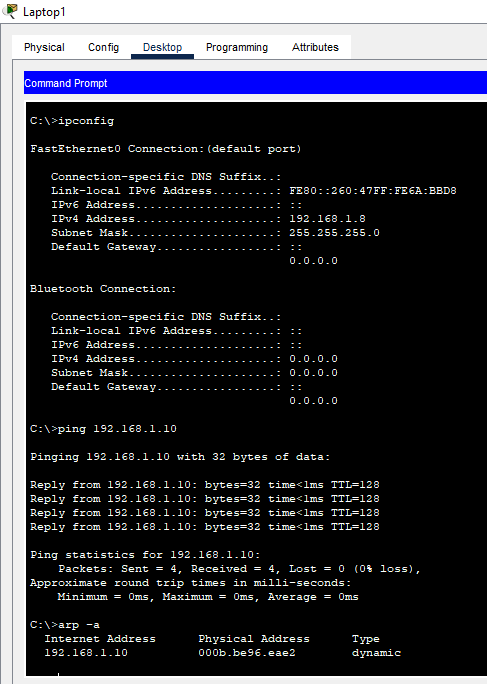 Laptop1
Physical Config Desktop Programming Attributes
Command Prompt
C:\>ipconfig
FastEthernet0 Connection:(default port)
Connection-specific DNS Suffix..:
Link-local IPv6 Address.........: FE80::260:47FF:FE6A:BBD8
IPv6 Address....................: ::
IPv4 Address....................: 192.168.1.8
Subnet Mask.....................: 255.255.255.0
Default Gateway.................: ::
0.0.0.0
Bluetooth Connection:
Connection-specific DNS Suffix..:
Link-local IPv6 Address.........: ::
IPv6 Address....................: ::
IPv4 Address....................: 0.0.0.0
Subnet Mask.....................: 0.0.0.0
Default Gateway.................: ::
0.0.0.0
C:\>ping 192.168.1.10
Pinging 192.168.1.10 with 32 bytes of data:
Reply from 192.168.1.10: bytes=32 time<1ms TTL=128
Reply from 192.168.1.10: bytes=32 time<1ms TTL=128
Reply from 192.168.1.10: bytes=32 time<1ms TTL=128
Reply from 192.168.1.10: bytes=32 time<1ms TTL=128
Ping statistics for 192.168.1.10:
Packets: Sent = 4, Received = 4, Lost = 0 (0% loss),
Approximate round trip times in milli-seconds:
Minimum = 0ms, Maximum = 0ms, Average = 0ms
C:\>arp -a
Internet Address Physical Address Type
192.168.1.10 000b.be96.eae2 dynamic